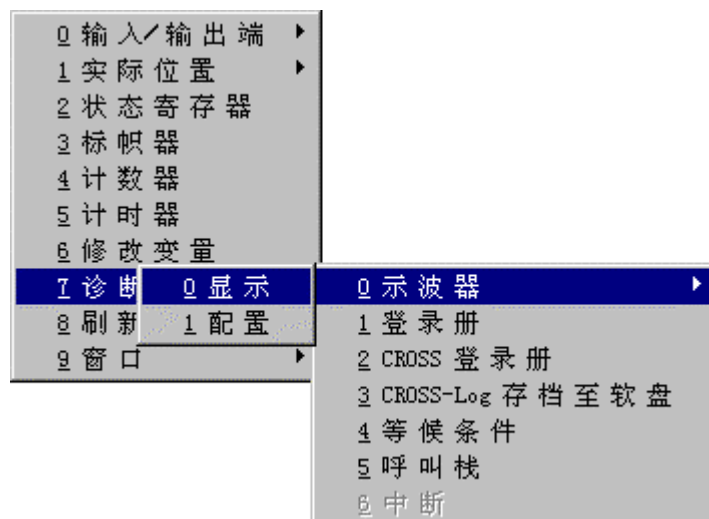 0 输入/输出端
1 实际位置
2 状态寄存器
3 标帜器
4 计数器
5 计时器
6 修改变量
7 诊断
8 刷新
9 窗口
0 显示
1 配置
0 示波器
1 登录册
2 CROSS 登录册
3 CROSS-Log 存档至软盘
4 等候条件
5 呼叫栈
6 中断